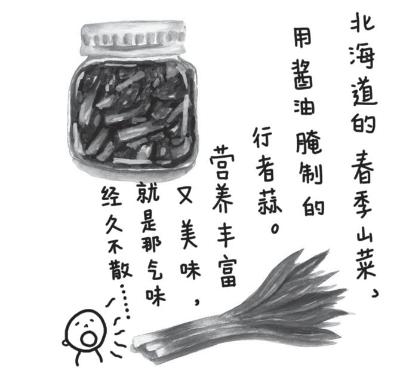 北海道的春季山菜,
用酱油腌制的
行者蒜。
营养丰富
又美味,
就是那气味
经久不散……